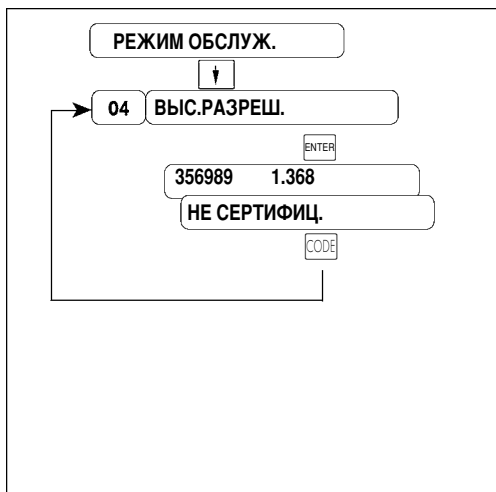 РЕЖИМ ОБСЛУЖ.
04 ВЫС.РАЗРЕШ.
ENTER
356989 1.368
НЕ СЕРТИФИЦ.
CODE